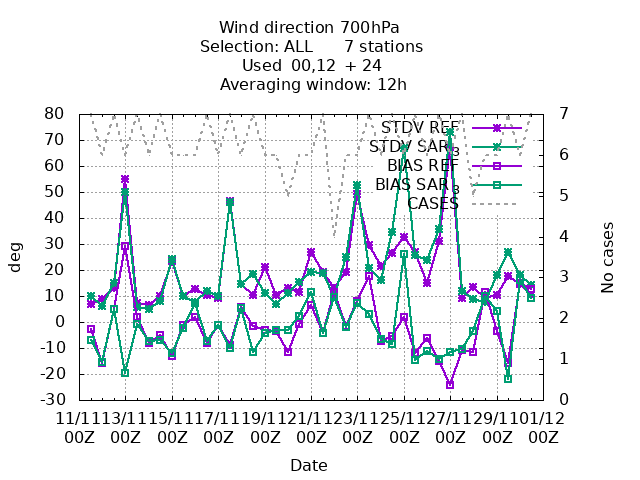 Wind direction 700hPa
Selection: ALL 7 stations
Used 00,12 + 24
Averaging window: 12h
80 7
70
60 6
50 5
40 4
30 3
20
10 2
0
-10 1
-20
-30 0
deg
No cases
STDV REF
STDV SAR3
BIAS REF
BIAS SAR3
CASES
11/11 13/11 15/11 17/11 19/11 21/11 23/11 25/11 27/11 29/11 01/12
00Z 00Z 00Z 00Z 00Z 00Z 00Z 00Z 00Z 00Z 00Z
Date